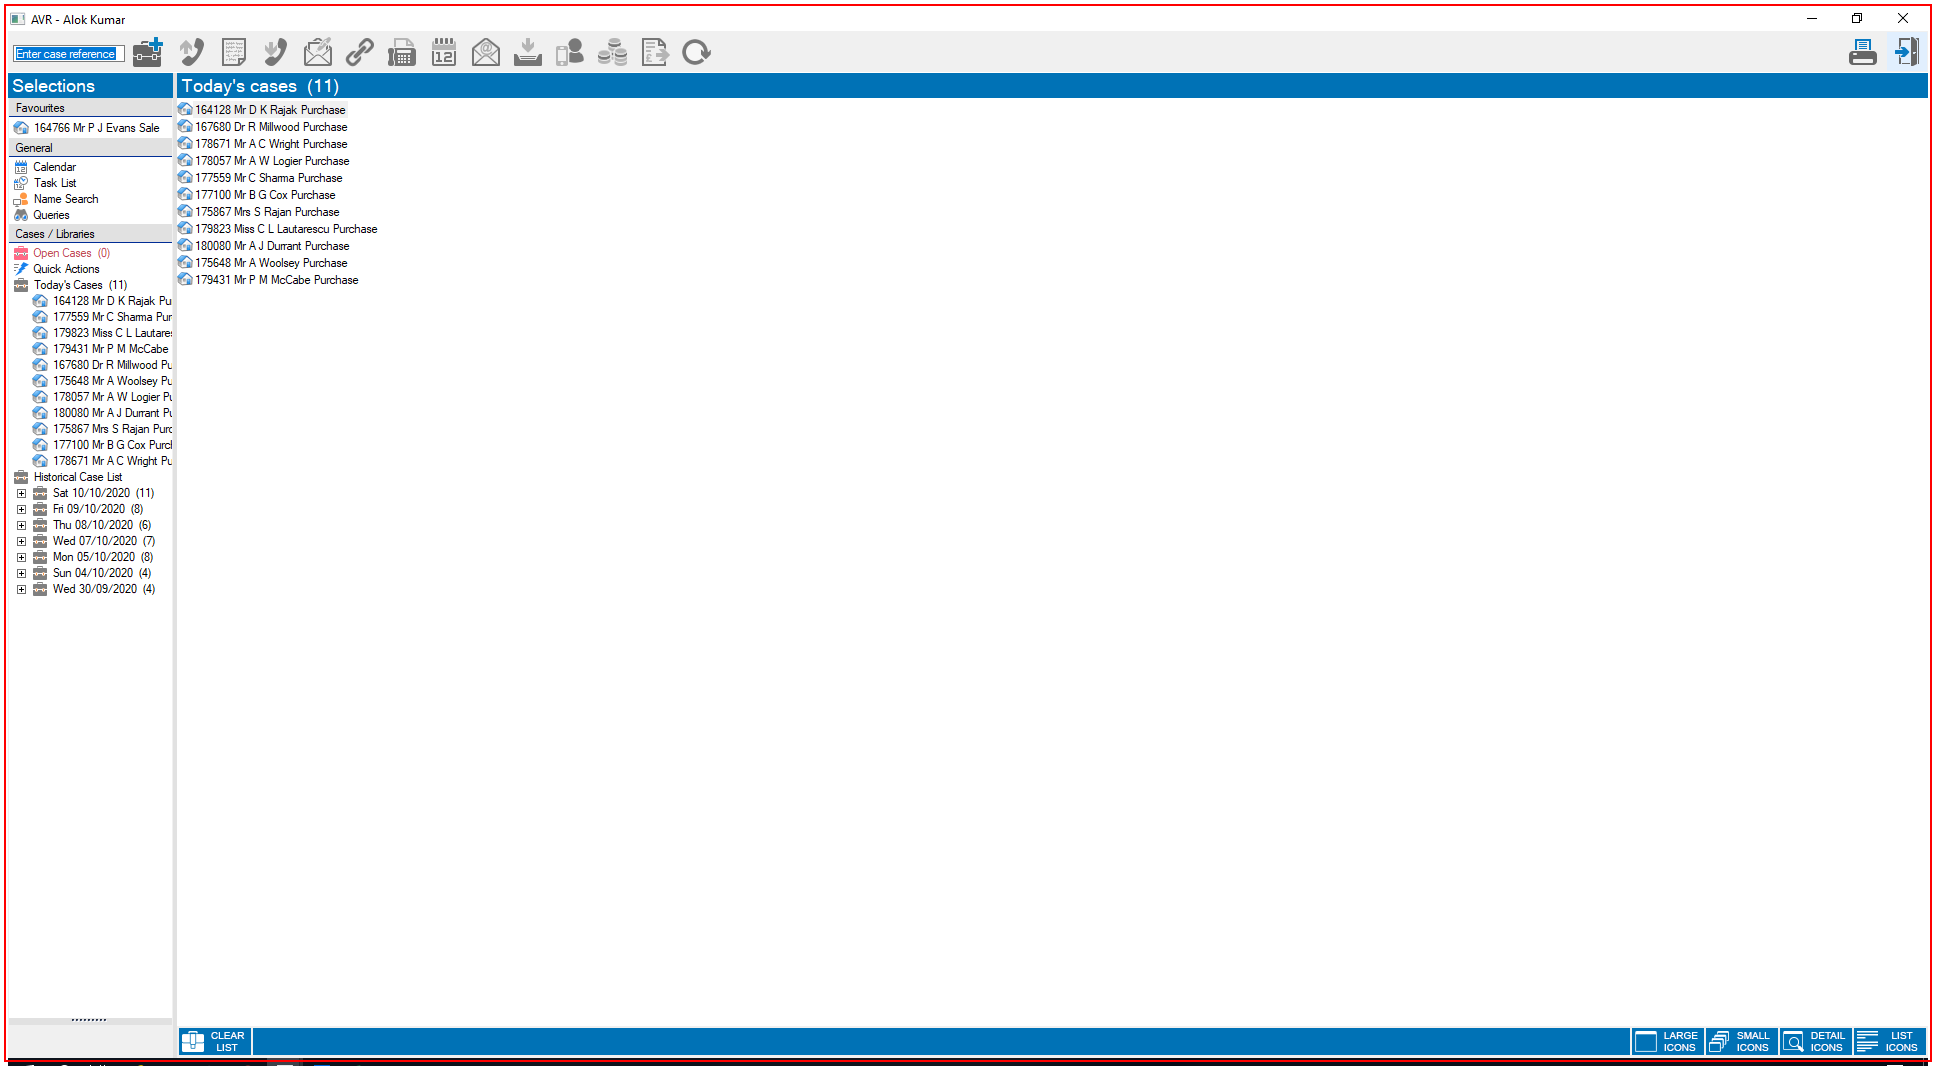 AVR - Alok Kumar
Enter case reference
12
Selections
Favourites
164766 Mr P J Evans Sale
General
Calendar
Task List
Name Search
Queries
Cases / Libraries
Open Cases (0)
Quick Actions
Today's Cases (11)
164128 Mr D K Rajak Pu
177559 Mr C Sharma Pur
179823 Miss C L Lautares
179431 Mr P M McCabe
167680 Dr R Millwood Pu
175648 Mr A Woolsey Pu
178057 Mr A W Logier Pu
180080 Mr A J Durrant Pu
175867 Mrs S Rajan Purc
177100 Mr B G Cox Purcl
178671 Mr A C Wright Pu
Historical Case List
Sat 10/10/2020 (11)
Fri 09/10/2020 (8)
Thu 08/10/2020 (6)
Wed 07/10/2020 (7)
Mon 05/10/2020 (8)
Sun 04/10/2020 (4)
Wed 30/09/2020 (4)
Today's cases (11)
164128 Mr D K Rajak Purchase
167680 Dr R Millwood Purchase
178671 Mr A C Wright Purchase
178057 Mr A W Logier Purchase
177559 Mr C Sharma Purchase
177100 Mr B G Cox Purchase
175867 Mrs S Rajan Purchase
179823 Miss C L Lautarescu Purchase
180080 Mr A J Durrant Purchase
175648 Mr A Woolsey Purchase
179431 Mr P M McCabe Purchase
CLEAR
LIST
LARGE
ICONS
SMALL
ICONS
DETAIL
ICONS
LIST
ICONS